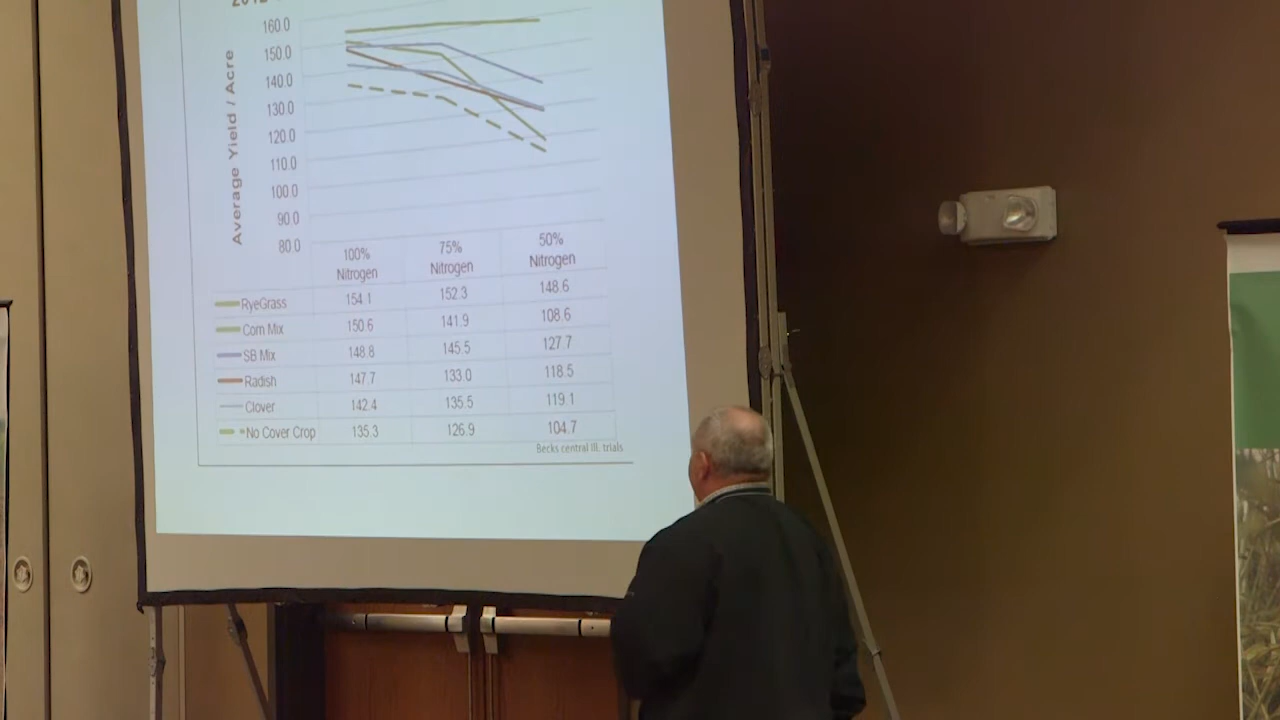 160.0
150.0
140.0
130.0
120.0
110.0
100.0
90.0
80.0
Average Yield / Acre
100% Nitrogen 75% Nitrogen 50% Nitrogen
RyeGrass 154.1 152.3 148.6
Corn Mix 150.6 141.9 108.6
SB Mix 148.8 145.5 127.7
Radish 147.7 133.0 118.5
Clover 142.4 135.5 119.1
No Cover Crop 135.3 126.9 104.7
Becks central Ill. trials